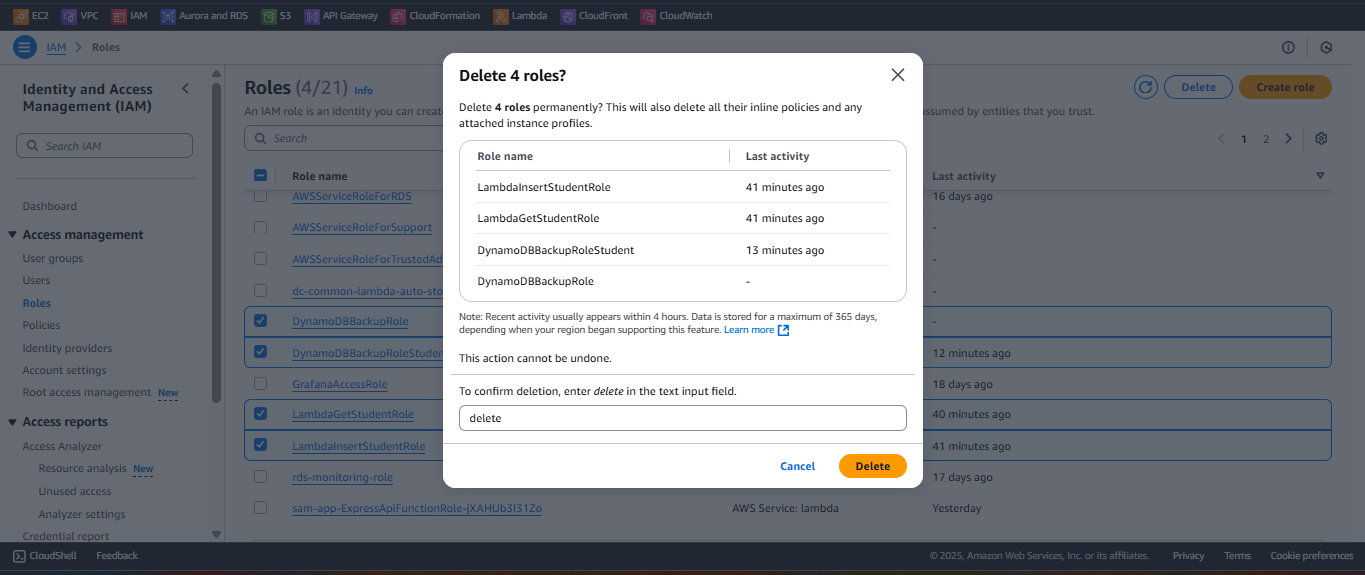 EC2 VPC IAM Aurora and RDS S3 API Gateway CloudFormation Lambda CloudFront CloudWatch
IAM > Roles
Identity and Access Management (IAM)
Search IAM
Dashboard
Access management
User groups
Users
Roles
Policies
Identity providers
Account settings
Root access management New
Access reports
Access Analyzer
Resource analysis New
Unused access
Analyzer settings
Credential report
Roles (4/21) Info
Delete
Create role
An IAM role is an identity you can crea
ssumed by entities that you trust.
Search
1 2
Role name
Last activity
AWSServiceRoleForRDS 16 days ago
AWSServiceRoleForSupport -
AWSServiceRoleForTrustedAd -
dc-common-lambda-auto-sto -
DynamoDBBackupRole -
DynamoDBBackupRoleStuden 12 minutes ago
GrafanaAccessRole 18 days ago
LambdaGetStudentRole 40 minutes ago
LambdaInsertStudentRole 41 minutes ago
rds-monitoring-role 17 days ago
sam-app-ExpressApiFunctionRole-jXAHUb3I31Zo AWS Service: lambda Yesterday
Delete 4 roles?
Delete 4 roles permanently? This will also delete all their inline policies and any
attached instance profiles.
Role name Last activity
LambdaInsertStudentRole 41 minutes ago
LambdaGetStudentRole 41 minutes ago
DynamoDBBackupRoleStudent 13 minutes ago
DynamoDBBackupRole -
Note: Recent activity usually appears within 4 hours. Data is stored for a maximum of 365 days,
depending when your region began supporting this feature. Learn more
This action cannot be undone.
To confirm deletion, enter delete in the text input field.
delete
Cancel Delete
CloudShell Feedback © 2025, Amazon Web Services, Inc. or its affiliates. Privacy Terms Cookie preferences